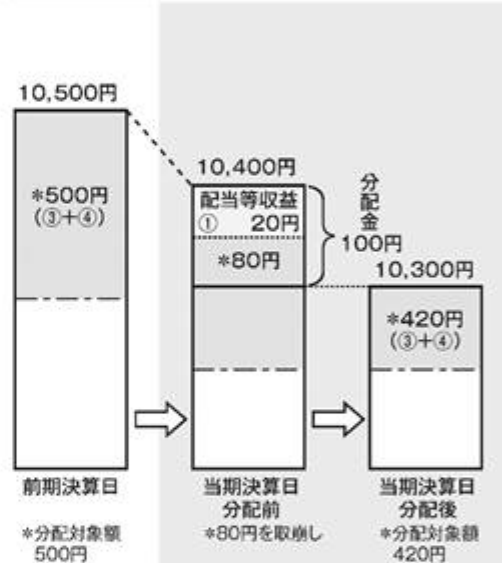 10,500円
*500円
(③+④)
10,400円
配当等収益
① 20円
*80円
分配金
100円
10,300円
*420円
(③+④)
前期決算日
*分配対象額
500円
当期決算日
分配前
*80円を取崩し
当期決算日
分配後
*分配対象額
420円